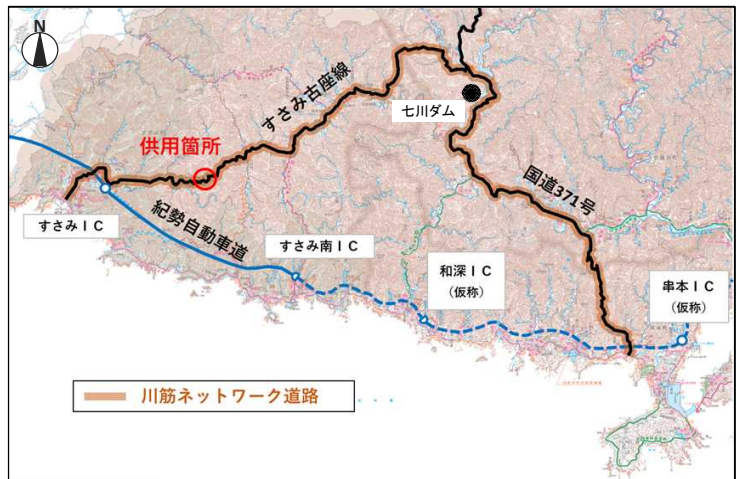 N
すさみ古座線
七川ダム
供用箇所
国道371号
すさみIC
紀勢自動車道
すさみ南IC
和深IC
（仮称）
串本IC
（仮称）
川筋ネットワーク道路